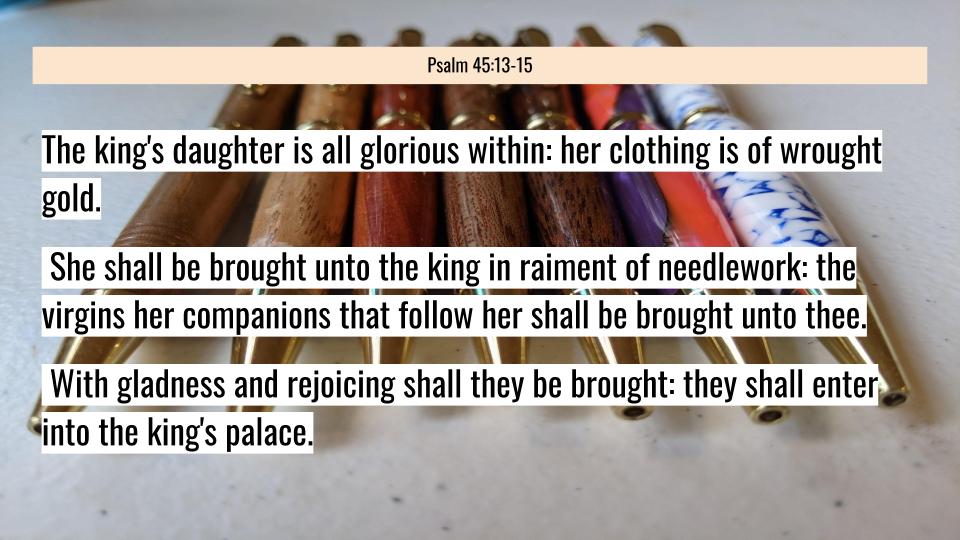 Psalm 45:13-15
The king's daughter is all glorious within: her clothing is of wrought
gold.
She shall be brought unto the king in raiment of needlework: the
virgins her companions that follow her shall be brought unto thee.
With gladness and rejoicing shall they be brought: they shall enter
into the king's palace.